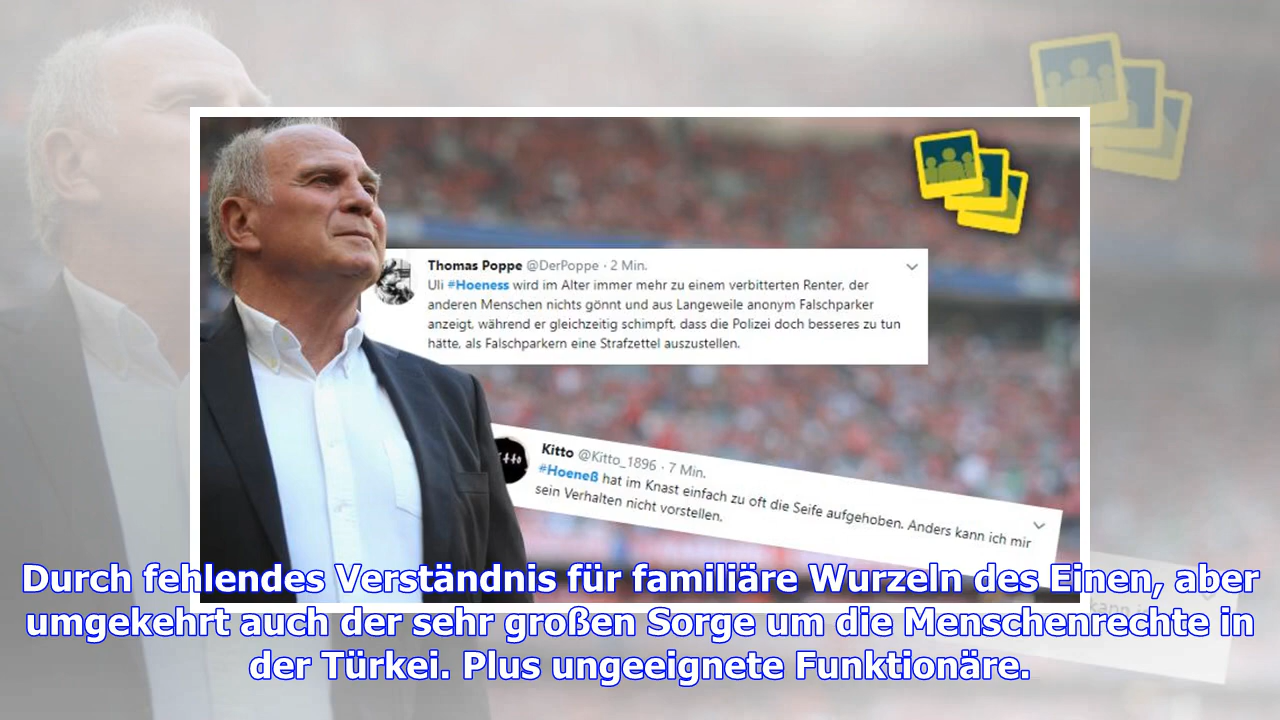 Thomas Poppe @DerPoppe · 2 Min.
Uli #Hoeness wird im Alter immer mehr zu einem verbitterten Renter, der
anderen Menschen nichts gönnt und aus Langeweile anonym Falschparker
anzeigt, während er gleichzeitig schimpft, dass die Polizei doch besseres zu tun
hätte, als Falschparkern eine Strafzettel auszustellen.
Kitto @Kitto_1896 · 7 Min.
#Hoeneß hat im Knast einfach zu oft die Seife aufgehoben. Anders kann ich mir
sein Verhalten nicht vorstellen.
Durch fehlendes Verständnis für familiäre Wurzeln des Einen, aber
umgekehrt auch der sehr großen Sorge um die Menschenrechte in
der Türkei. Plus ungeeignete Funktionäre.